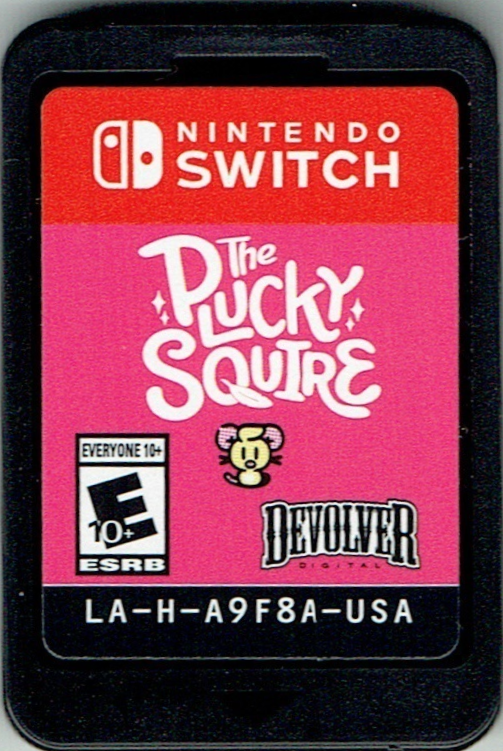 NINTENDO
SWITCH
The
PLUCKY
SQUIRE
EVERYONE 10+
E
10+
ESRB
DEVOLVER
DIGITAL
LA-H-A9F8A-USA